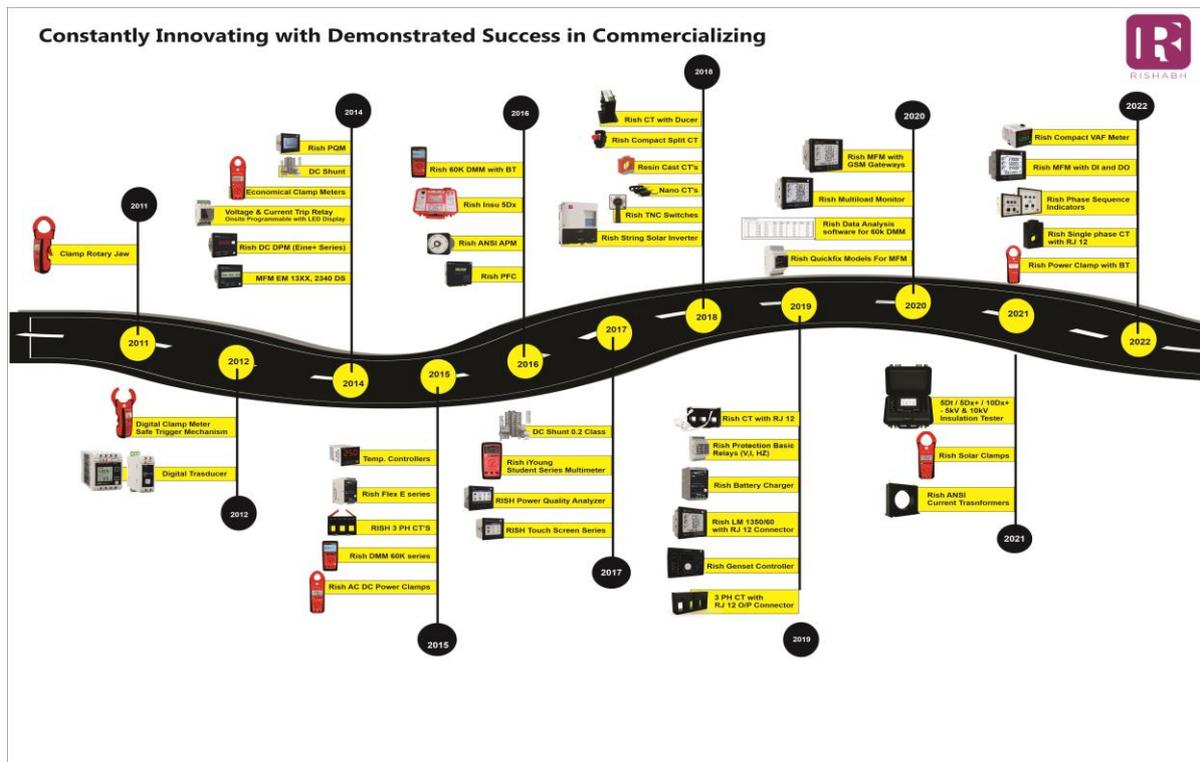 Constantly Innovating with Demonstrated Success in Commercializing
RISHABH
2011
Clamp Rotary Jaw
2014
Rish PQM
DC Shunt
Economical Clamp Meters
Voltage & Current Trip Relay
Onsite Programmable with LED Display
Rish DC DPM (Eine+ Series)
MFM EM 13XX, 2340 DS
2016
Rish 60K DMM with BT
Rish Insu 5Dx
Rish ANSI APM
Rish PFC
2018
Rish CT with Ducer
Rish Compact Split CT
Resin Cast CT's
Nano CT's
Rish TNC Switches
Rish String Solar Inverter
2020
Rish MFM with
GSM Gateways
Rish Multiload Monitor
Rish Data Analysis
software for 60k DMM
Rish Quickfix Models For MFM
2022
Rish Compact VAF Meter
Rish MFM with DI and DO
Rish Phase Sequence
Indicators
Rish Single phase CT
with RJ 12
Rish Power Clamp with BT
2011
2012
2014
2015
2016
2017
2018
2019
2020
2021
2022
Digital Clamp Meter
Safe Trigger Mechanism
Digital Trasducer
2012
Temp. Controllers
Rish Flex E series
RISH 3 PH CT'S
Rish DMM 60K series
Rish AC DC Power Clamps
2015
DC Shunt 0.2 Class
Rish iYoung
Student Series Multimeter
RISH Power Quality Analyzer
RISH Touch Screen Series
2017
Rish CT with RJ 12
Rish Protection Basic
Relays (V,I, HZ)
Rish Battery Charger
Rish LM 1350/60
with RJ 12 Connector
Rish Genset Controller
3 PH CT with
RJ 12 O/P Connector
2019
5Dt / 5Dx+ / 10Dx+
- 5kV & 10kV
Insulation Tester
Rish Solar Clamps
Rish ANSI
Current Trasnformers
2021